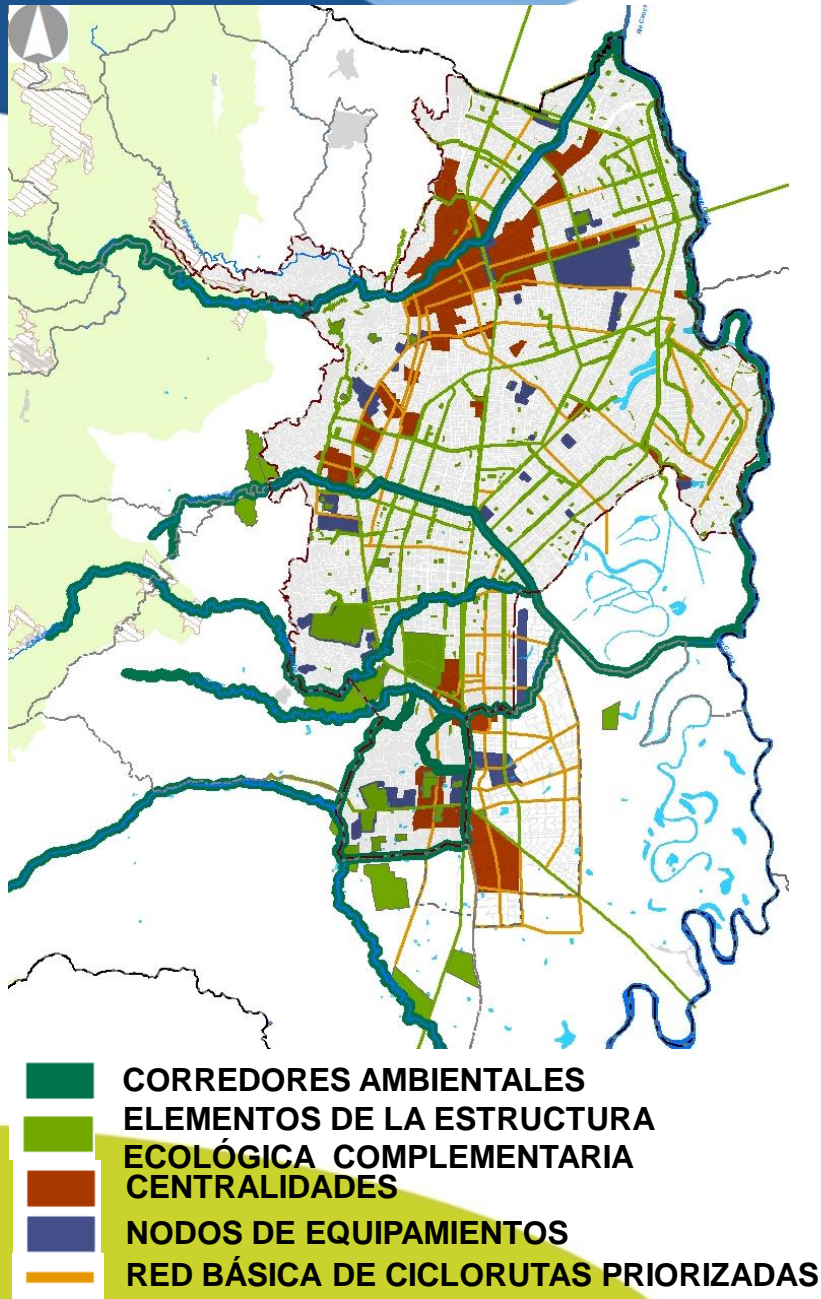 CORREDORES AMBIENTALES
ELEMENTOS DE LA ESTRUCTURA
ECOLÓGICA COMPLEMENTARIA
CENTRALIDADES
NODOS DE EQUIPAMIENTOS
RED BÁSICA DE CICLORUTAS PRIORIZADAS